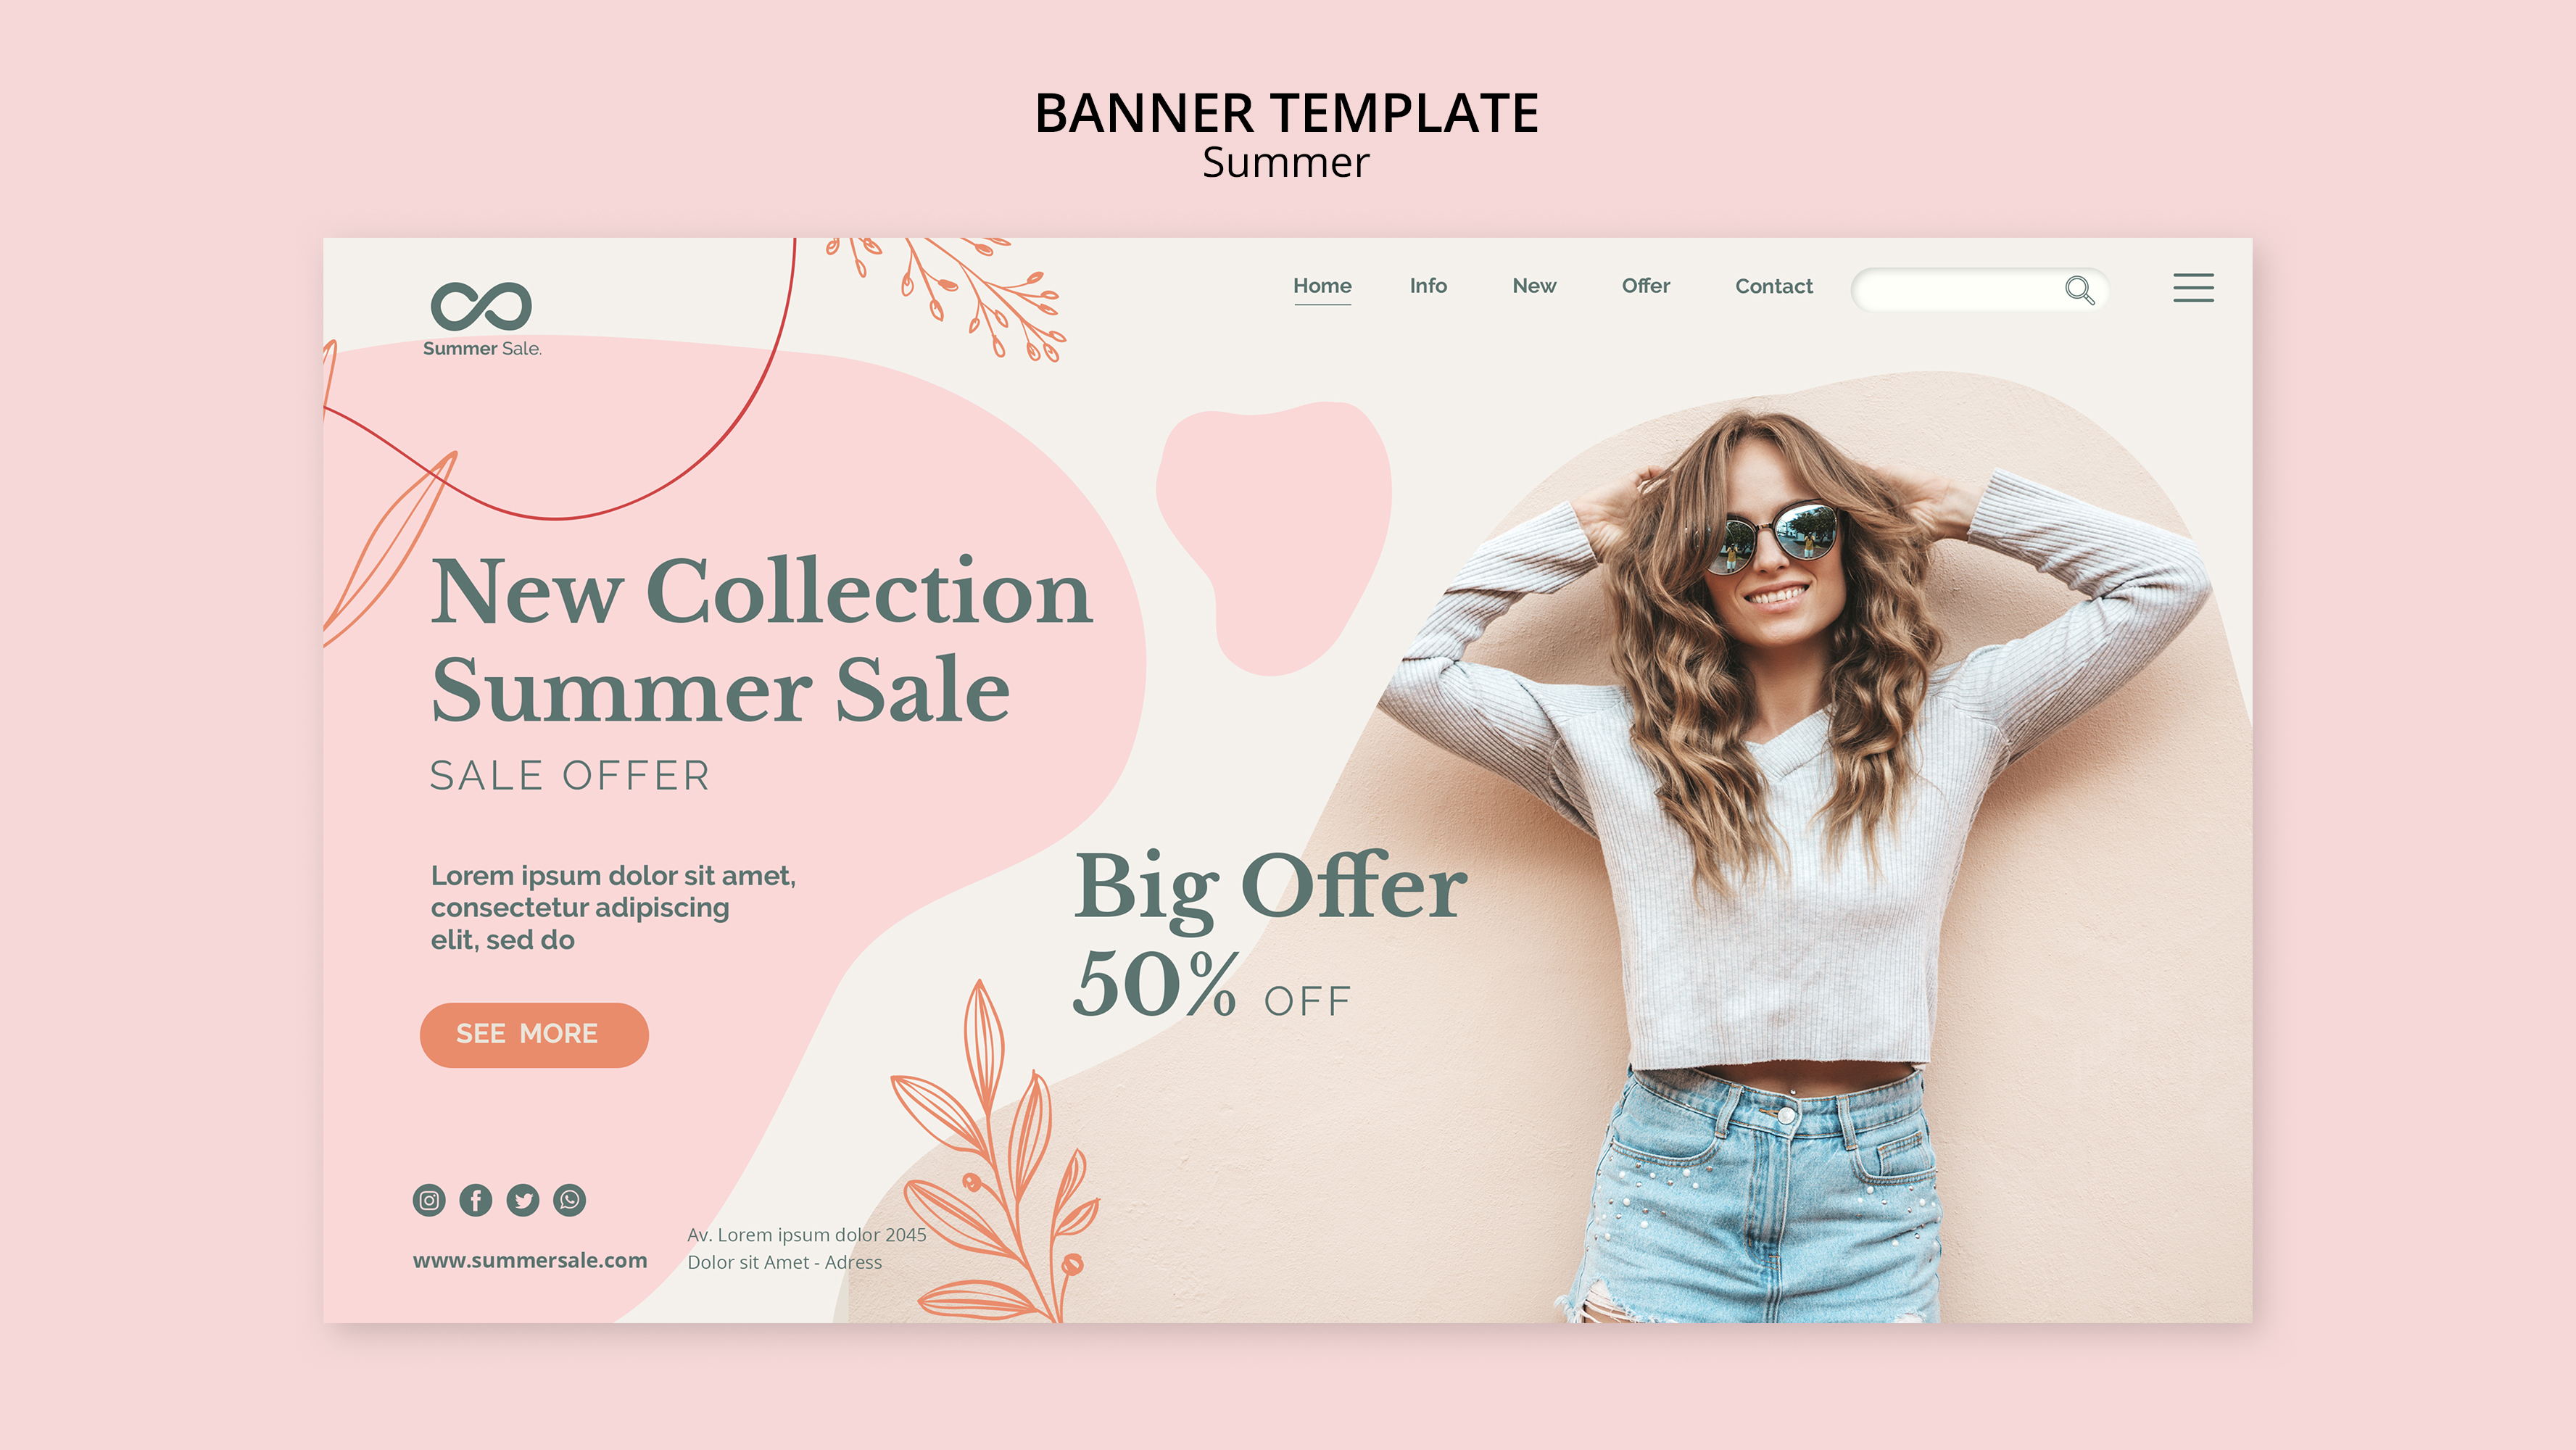 BANNER TEMPLATE
Summer
Summer Sale.
Home Info New Offer Contact
New Collection
Summer Sale
SALE OFFER
Lorem ipsum dolor sit amet,
consectetur adipiscing
elit, sed do
SEE MORE
Big Offer
50% OFF
www.summersale.com
Av. Lorem ipsum dolor 2045
Dolor sit Amet - Adress